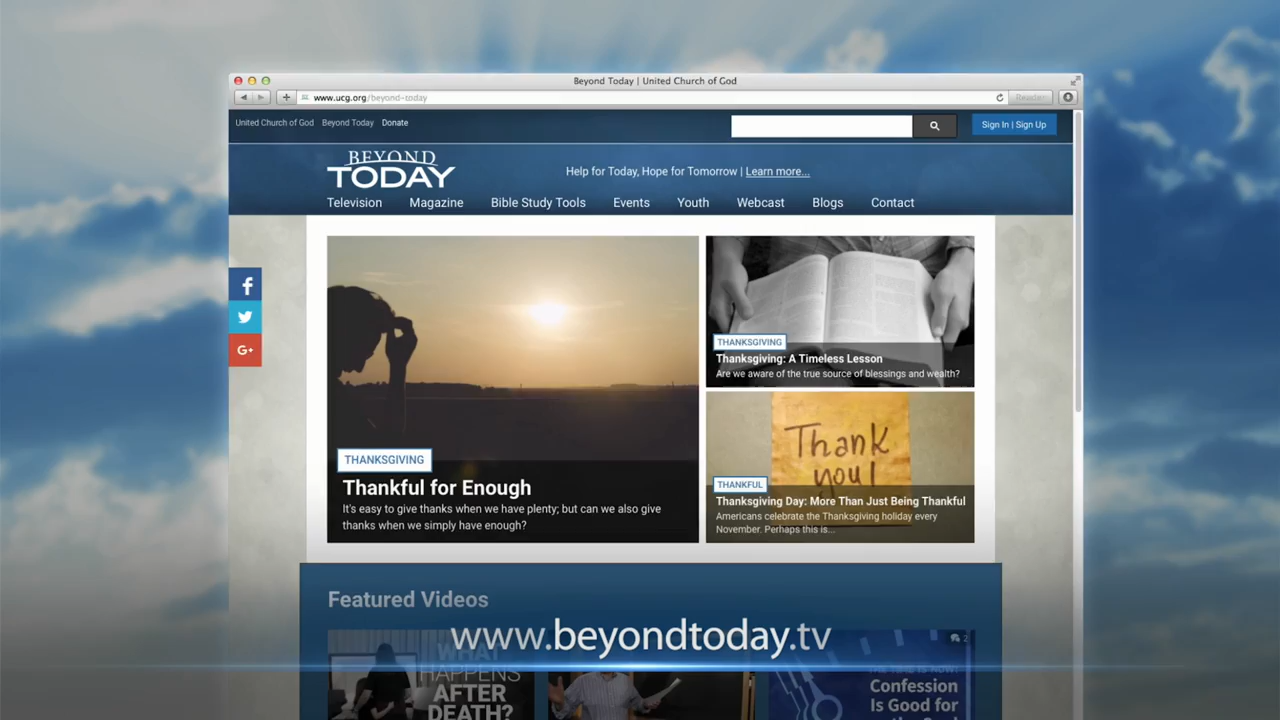 Beyond Today | United Church of God
www.ucg.org/beyond-today
Reader
United Church of God Beyond Today Donate
Sign In | Sign Up
BEYOND
TODAY
Help for Today, Hope for Tomorrow | Learn more...
Television Magazine Bible Study Tools Events Youth Webcast Blogs Contact
THANKSGIVING
Thankful for Enough
It's easy to give thanks when we have plenty; but can we also give
thanks when we simply have enough?
THANKSGIVING
Thanksgiving: A Timeless Lesson
Are we aware of the true source of blessings and wealth?
Thank
you!
THANKFUL
Thanksgiving Day: More Than Just Being Thankful
Americans celebrate the Thanksgiving holiday every
November. Perhaps this is...
Featured Videos
www.beyondtoday.tv
WHAT
HAPPENS
AFTER
DEATH?
2
Confession
Is Good for